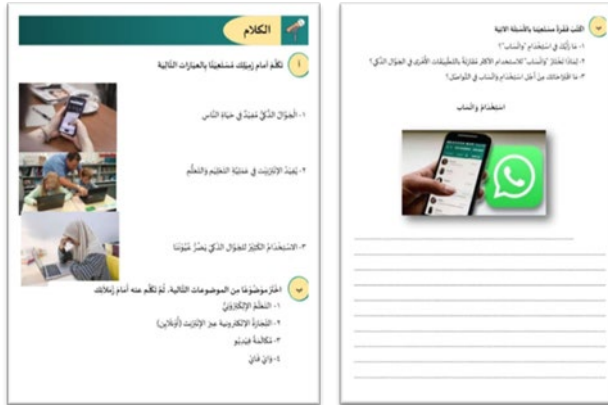 الكلام
أ
تكلم أمام زميلك مستعينا بالعبارات التالية
١- الجوال الذكي مفيد في حياة الناس
٢- يفيد الإنترنت في عملية التعليم والتعلم
٣- الاستخدام الكثير للجوال الذكي يضر عيوننا
ب
اختر موضوعا من الموضوعات التالية، ثم تكلم عنه أمام زملائك
١- التعلم الإلكتروني
٢- التجارة الإلكترونية عبر الإنترنت (أونلاين)
٣- مكالمة فيديو
٤- واي فاي
ب
اكتب فقرة مستعينا بالأسئلة الآتية
١- ما رأيك في استخدام "واتساب"؟
٢- لماذا تختار "واتساب" للاستخدام الأكثر مقارنة بالتطبيقات الأخرى في الجوال الذكي؟
٣- ما اقتراحاتك من أجل استخدام واتساب في التواصل؟
استخدام واتساب